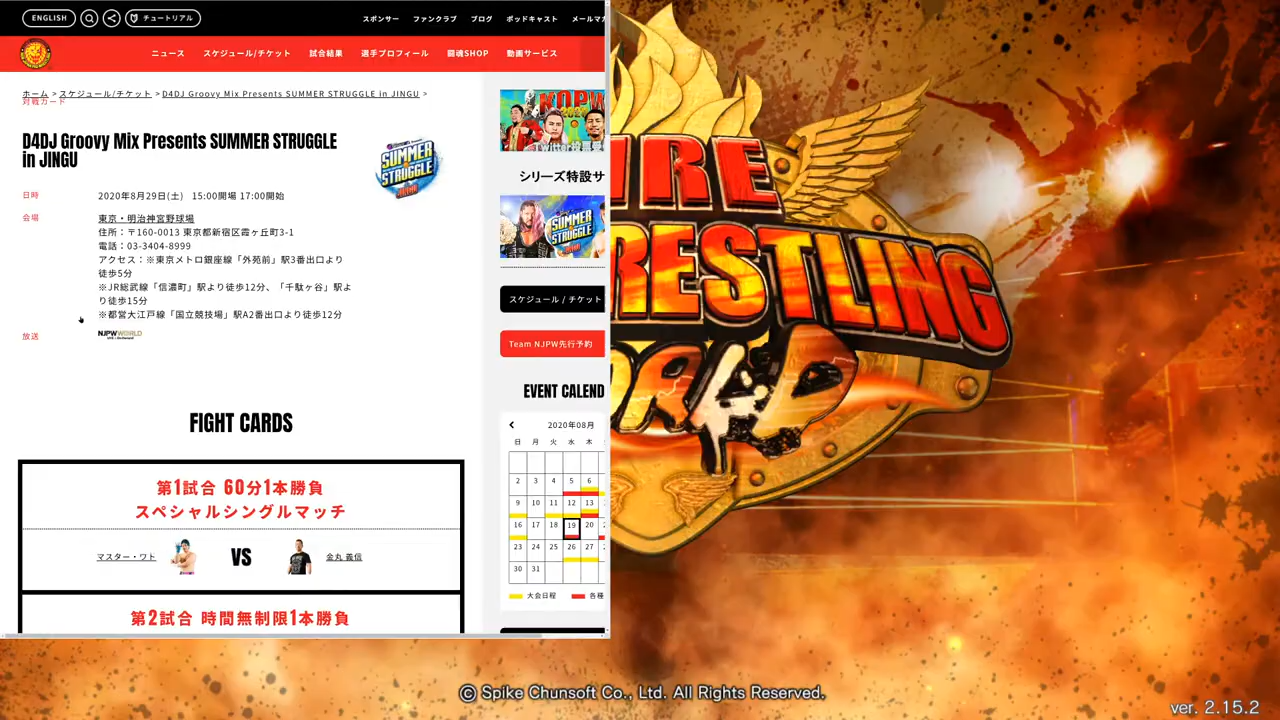 ENGLISH
チュートリアル
スポンサー ファンクラブ ブログ ポッドキャスト メールマガ
ニュース スケジュール/チケット 試合結果 選手プロフィール 闘魂SHOP 動画サービス
ホーム > スケジュール/チケット > D4DJ Groovy Mix Presents SUMMER STRUGGLE in JINGU >
対戦カード
D4DJ Groovy Mix Presents SUMMER STRUGGLE
in JINGU
SUMMER
STRUGGLE
日時 2020年8月29日(土) 15:00開場 17:00開始
会場 東京・明治神宮野球場
住所：〒160-0013 東京都新宿区霞ヶ丘町3-1
電話：03-3404-8999
アクセス：※東京メトロ銀座線「外苑前」駅3番出口より
徒歩5分
※JR総武線「信濃町」駅より徒歩12分、「千駄ヶ谷」駅よ
り徒歩15分
※都営大江戸線「国立競技場」駅A2番出口より徒歩12分
放送 NJPWWORLD
FIGHT CARDS
第1試合 60分1本勝負
スペシャルシングルマッチ
マスター・ワト VS 金丸 義信
第2試合 時間無制限1本勝負
KOPW
2020
シリーズ特設サ
SUMMER
STRUGGLE
スケジュール / チケット
Team NJPW先行予約
EVENT CALEND
2020年08月
日 月 火 水 木
2 3 4 5 6
9 10 11 12 13
16 17 18 19 20
23 24 25 26 27
30 31
大会日程 各種
IRE
RESTLING
ORLD
© Spike Chunsoft Co., Ltd. All Rights Reserved.
ver. 2.15.2